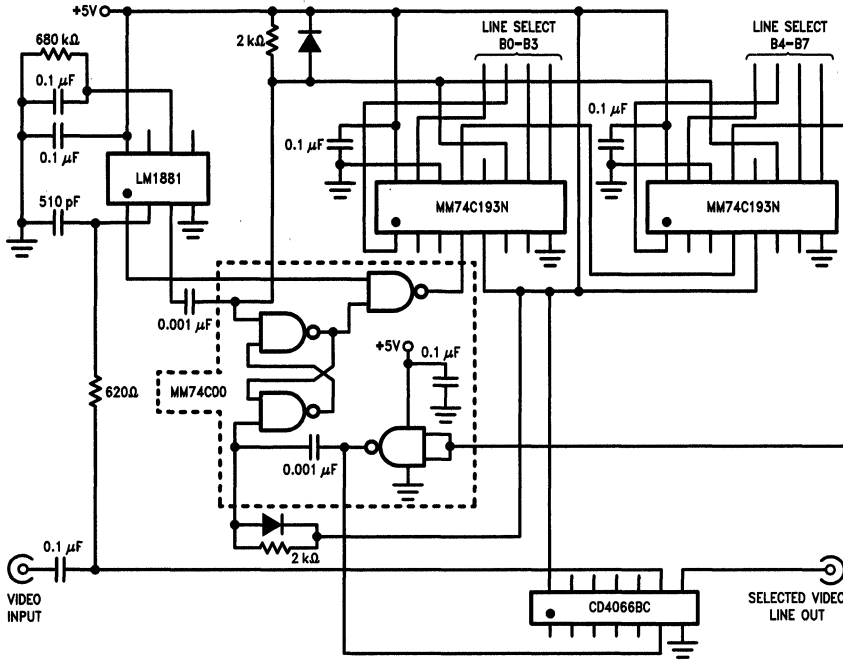 +5V
680 kΩ
0.1 µF
0.1 µF
LM1881
510 pF
2 kΩ
LINE SELECT
B0–B3
LINE SELECT
B4–B7
0.1 µF
0.1 µF
MM74C193N
MM74C193N
0.001 µF
+5V
0.1 µF
620Ω
MM74C00
0.001 µF
2 kΩ
0.1 µF
VIDEO
INPUT
CD4066BC
SELECTED VIDEO
LINE OUT